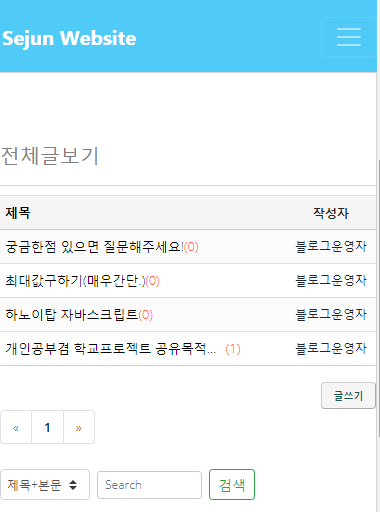 Sejun Website
전체글보기
제목 작성자
궁금한점 있으면 질문해주세요!(0) 블로그운영자
최대값구하기(매우간단.)(0) 블로그운영자
하노이탑 자바스크립트(0) 블로그운영자
개인공부겸 학교프로젝트 공유목적... (1) 블로그운영자
글쓰기
« 1 »
제목+본문 Search 검색